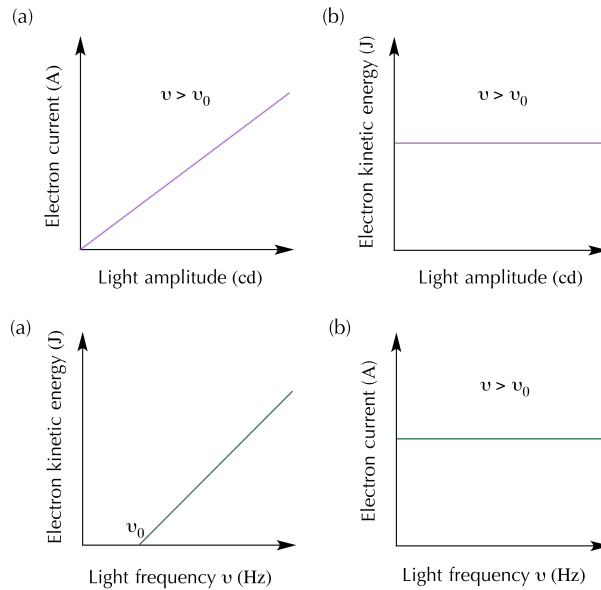 (a)
Electron current (A)
υ > υ₀
Light amplitude (cd)
(b)
Electron kinetic energy (J)
υ > υ₀
Light amplitude (cd)
(a)
Electron kinetic energy (J)
υ₀
Light frequency υ (Hz)
(b)
Electron current (A)
υ > υ₀
Light frequency υ (Hz)